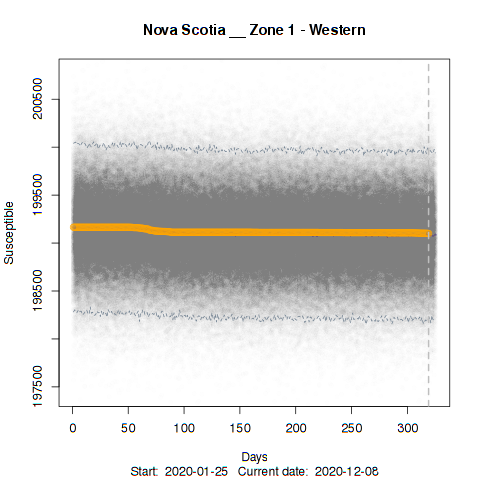 Nova Scotia __ Zone 1 - Western
200500
199500
198500
197500
Susceptible
0 50 100 150 200 250 300
Days
Start: 2020-01-25 Current date: 2020-12-08